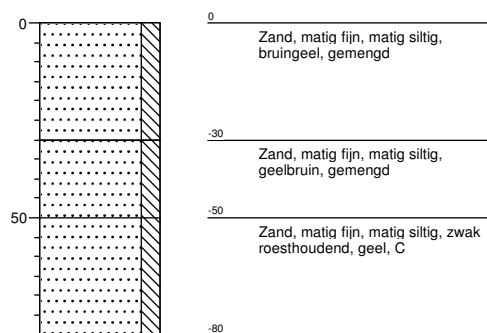 0
0
Zand, matig fijn, matig siltig,
bruingeel, gemengd
-30
Zand, matig fijn, matig siltig,
geelbruin, gemengd
50
-50
Zand, matig fijn, matig siltig, zwak
roesthoudend, geel, C
-80